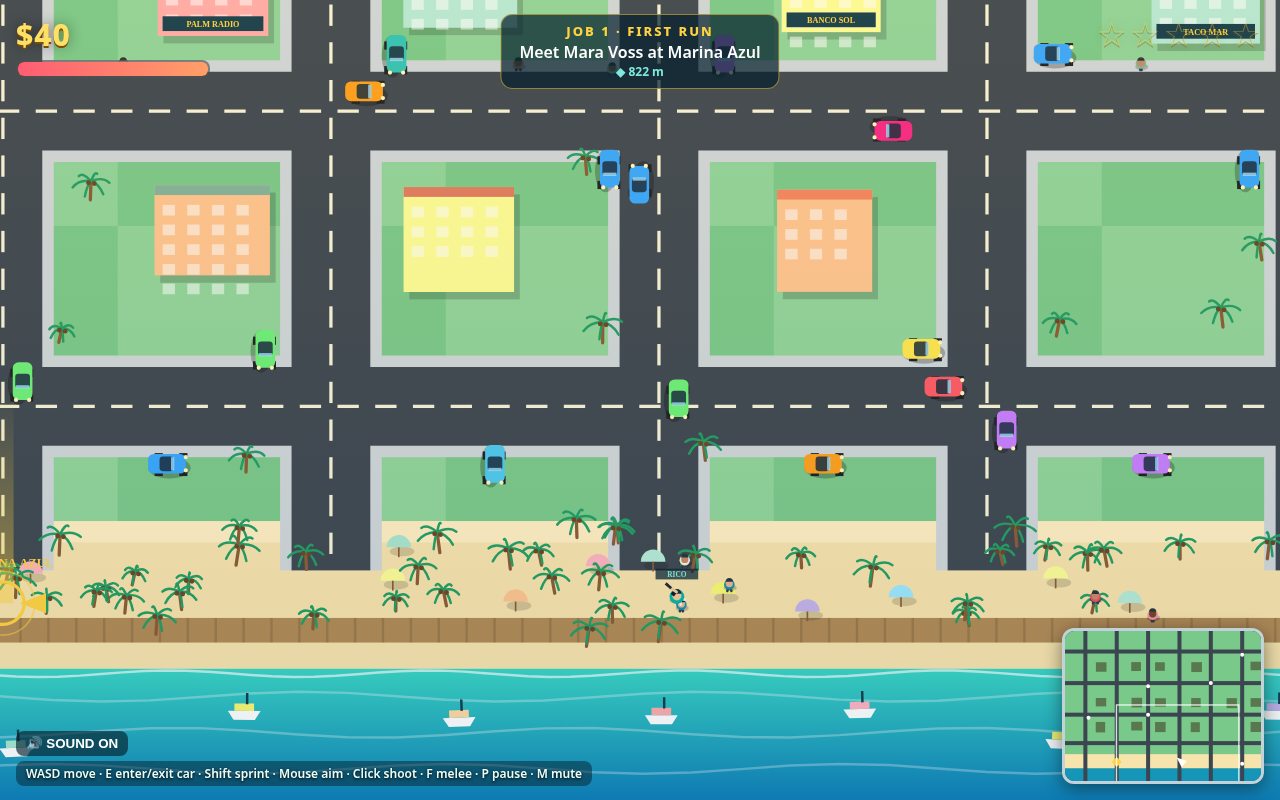 PALM RADIO
BANCO SOL
TACO MAR
$40
JOB 1 · FIRST RUN
Meet Mara Voss at Marina Azul
◆ 822 m
RICO
SOUND ON
WASD move · E enter/exit car · Shift sprint · Mouse aim · Click shoot · F melee · P pause · M mute